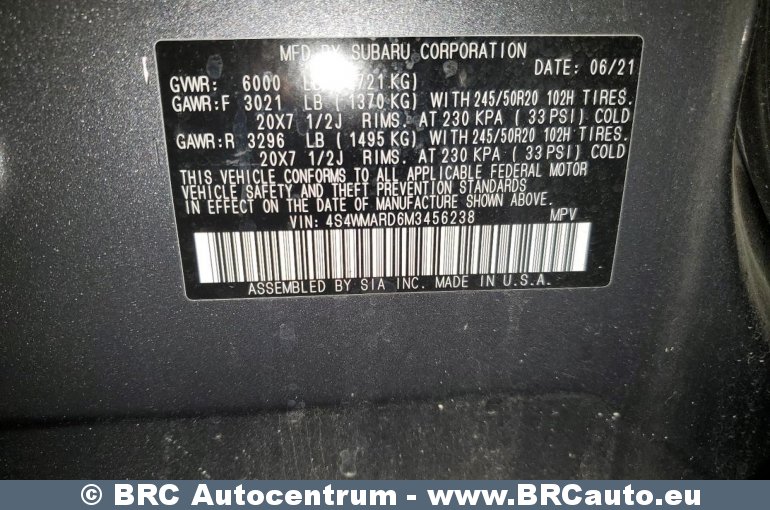 MFD BY SUBARU CORPORATION
DATE: 06/21
GVWR: 6000 KG)
GAWR:F 3021 LB ( 1370 KG) WITH 245/50R20 102H TIRES.
20X7 1/2J RIMS. AT 230 KPA ( 33 PSI) COLD
GAWR:R 3296 LB ( 1495 KG) WITH 245/50R20 102H TIRES.
20X7 1/2J RIMS. AT 230 KPA ( 33 PSI) COLD
THIS VEHICLE CONFORMS TO ALL APPLICABLE FEDERAL MOTOR
VEHICLE SAFETY AND THEFT PREVENTION STANDARDS
IN EFFECT ON THE DATE OF MANUFACTURE SHOWN ABOVE.
VIN: 4S4WMARD6M3456238 MPV
ASSEMBLED BY SIA INC. MADE IN U.S.A.
© BRC Autocentrum - www.BRCauto.eu